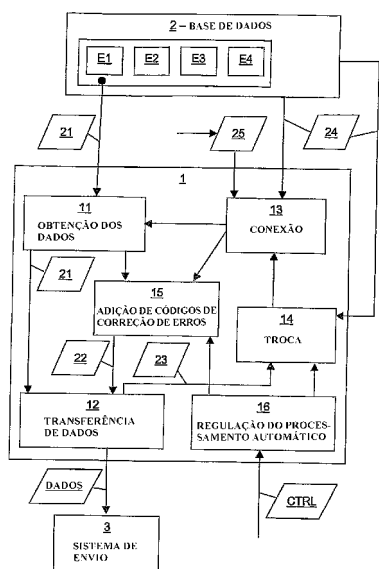 2 – BASE DE DADOS
E1 E2 E3 E4
21
25
24
1
11
OBTENÇÃO DOS
DADOS
13
CONEXÃO
21
15
ADIÇÃO DE CÓDIGOS DE
CORREÇÃO DE ERROS
14
TROCA
22
23
12
TRANSFERÊNCIA
DE DADOS
16
REGULAÇÃO DO PROCES-
SAMENTO AUTOMÁTICO
DADOS
CTRL
3
SISTEMA DE
ENVIO